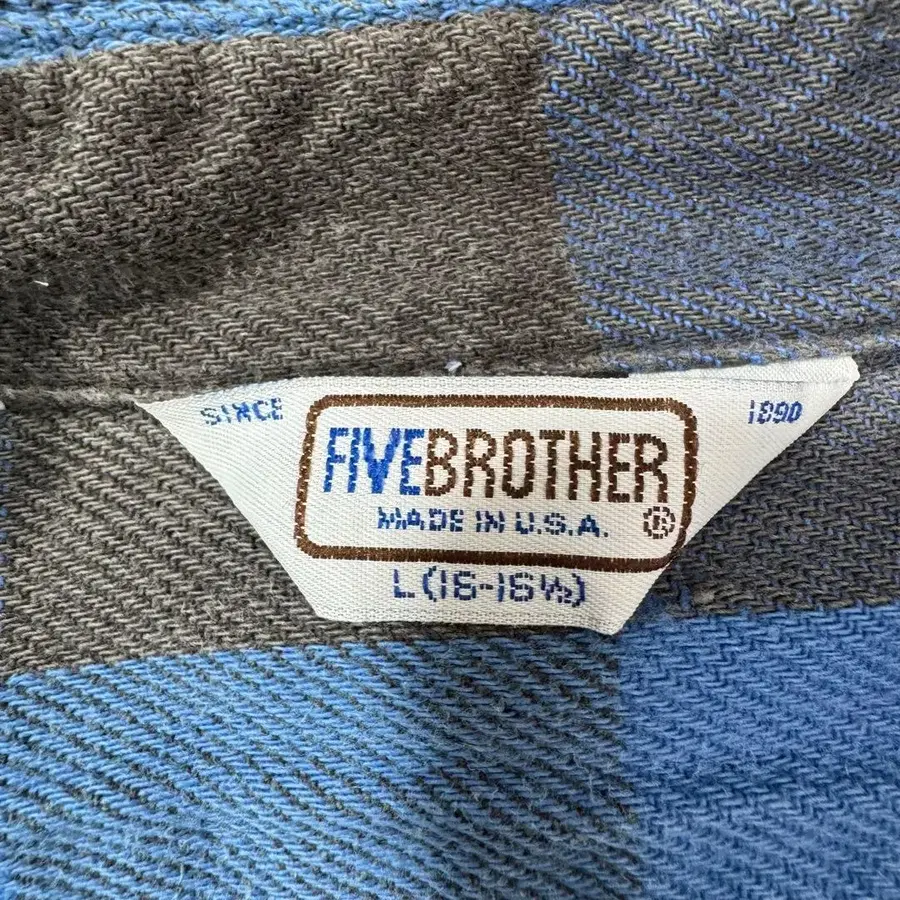 SINCE 1890
FIVEBROTHER
MADE IN U.S.A. ®
L (16-16½)